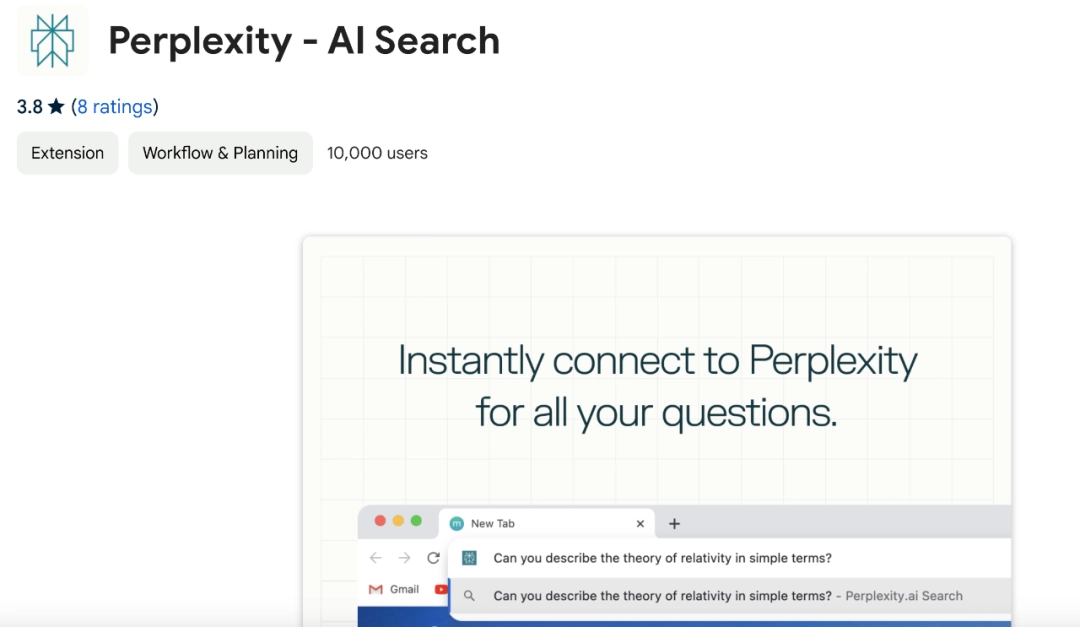 Perplexity - AI Search
3.8 ★ (8 ratings)
Extension Workflow & Planning 10,000 users
Instantly connect to Perplexity
for all your questions.
m New Tab × +
Can you describe the theory of relativity in simple terms?
Gmail
Can you describe the theory of relativity in simple terms? - Perplexity.ai Search